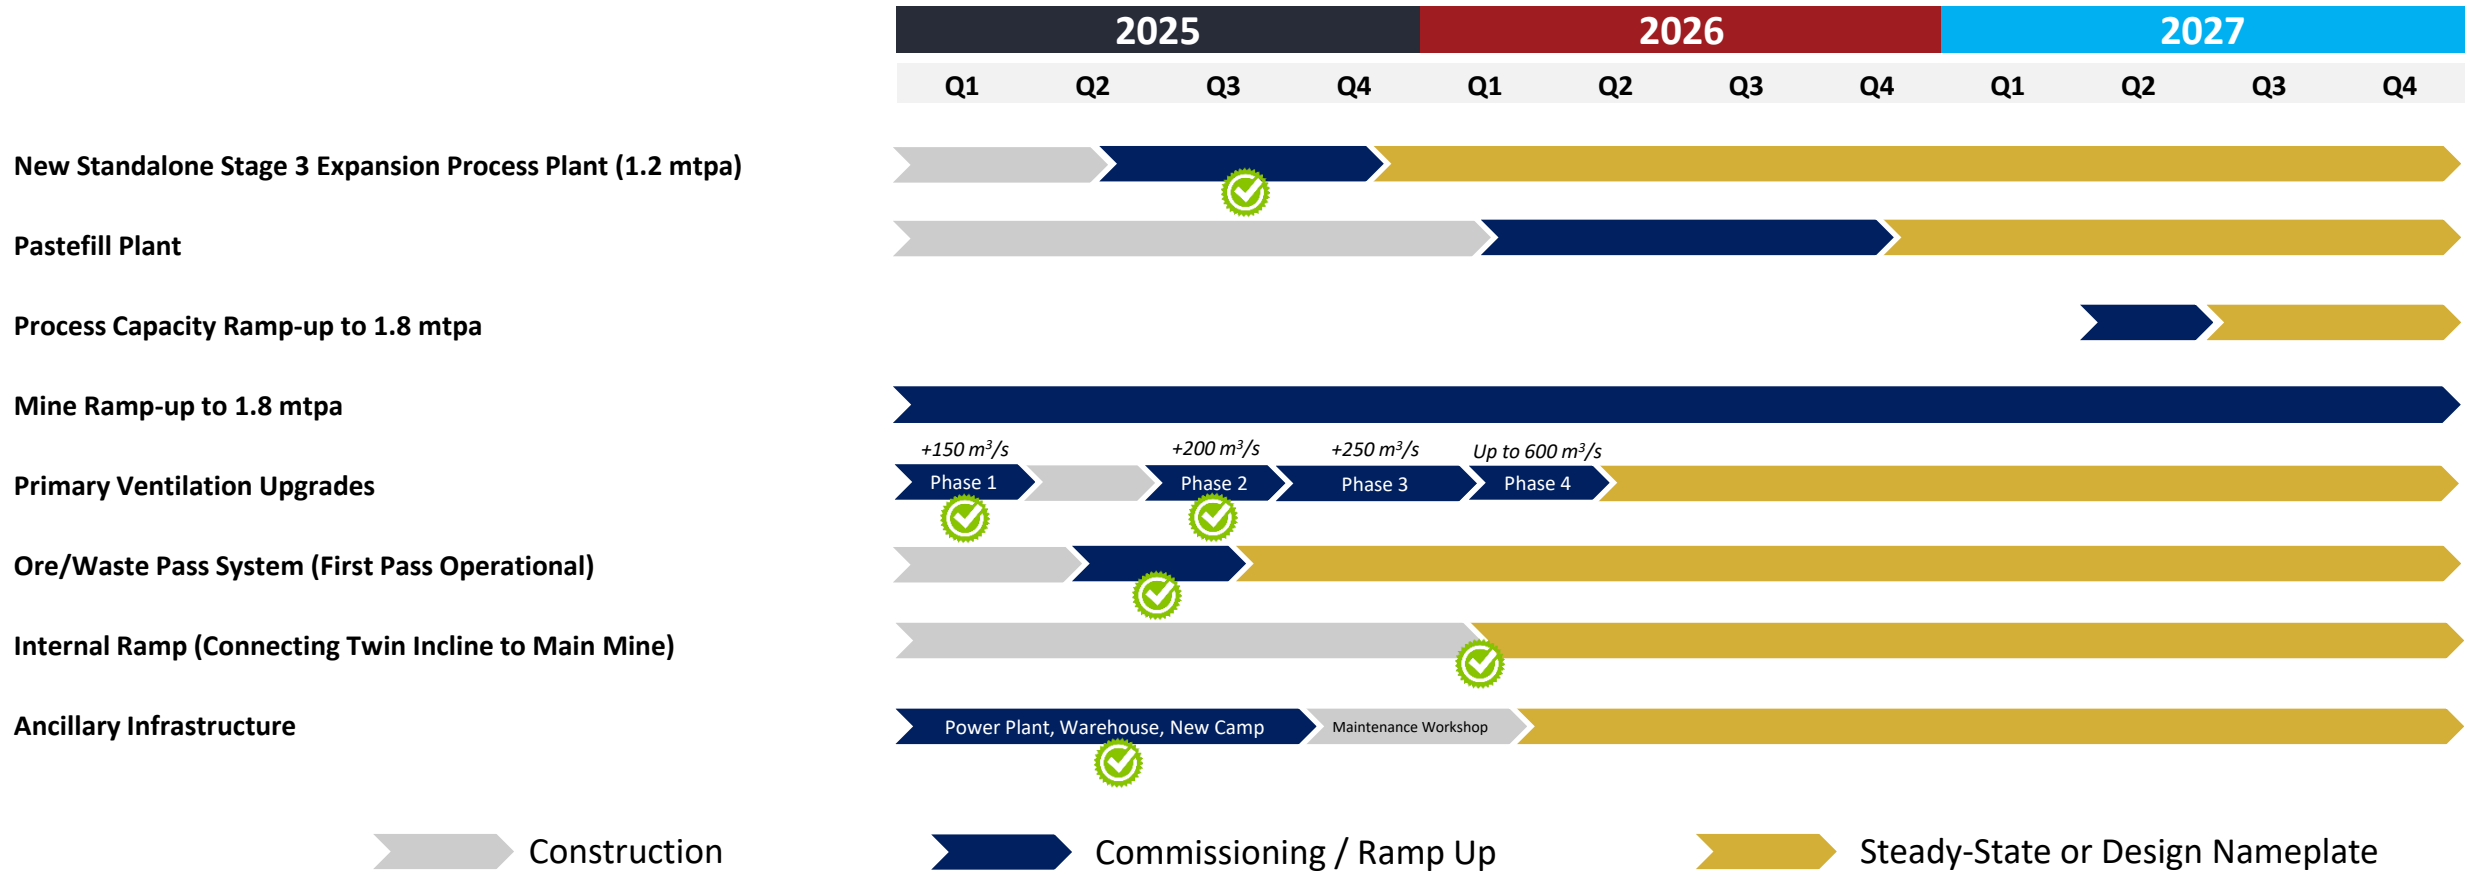 2025 2026 2027
Q1 Q2 Q3 Q4 Q1 Q2 Q3 Q4 Q1 Q2 Q3 Q4
New Standalone Stage 3 Expansion Process Plant (1.2 mtpa)
Pastefill Plant
Process Capacity Ramp-up to 1.8 mtpa
Mine Ramp-up to 1.8 mtpa
+150 m³/s +200 m³/s +250 m³/s Up to 600 m³/s
Primary Ventilation Upgrades Phase 1 Phase 2 Phase 3 Phase 4
Ore/Waste Pass System (First Pass Operational)
Internal Ramp (Connecting Twin Incline to Main Mine)
Ancillary Infrastructure Power Plant, Warehouse, New Camp Maintenance Workshop
Construction Commissioning / Ramp Up Steady-State or Design Nameplate